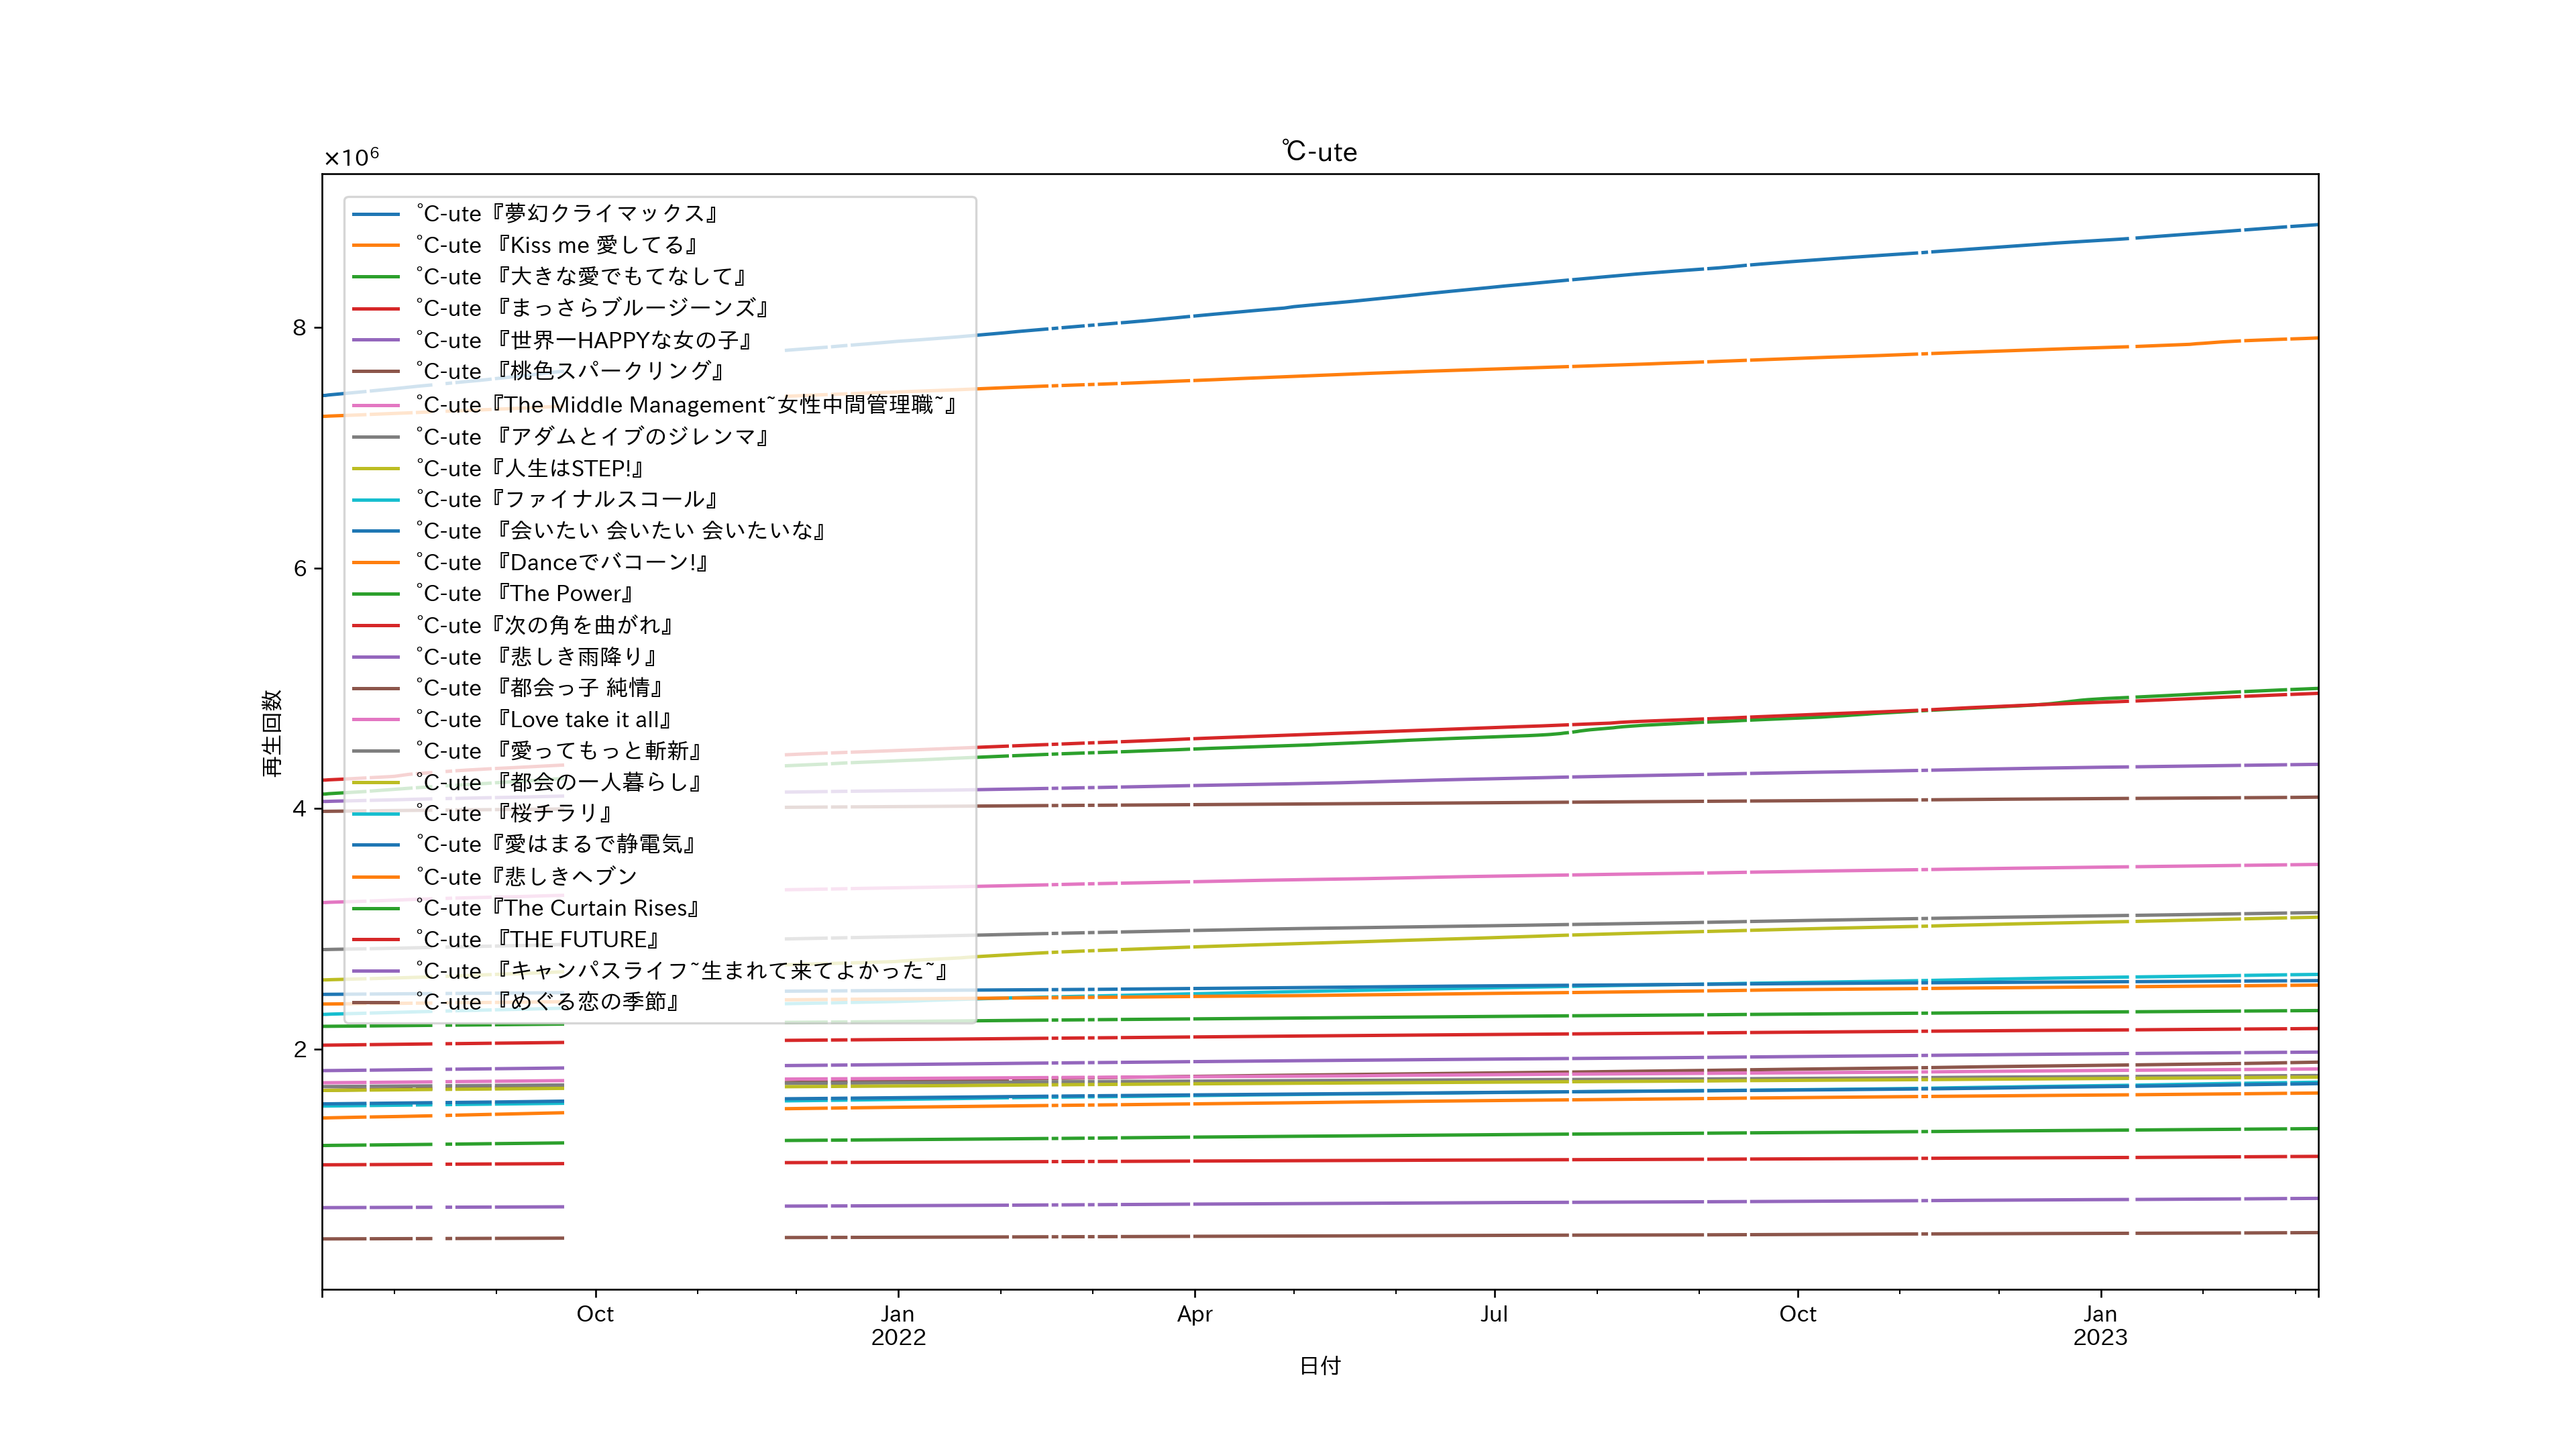 ℃-ute
×10⁶
8
6
4
2
再生回数
℃-ute『夢幻クライマックス』
℃-ute 『Kiss me 愛してる』
℃-ute 『大きな愛でもてなして』
℃-ute 『まっさらブルージーンズ』
℃-ute 『世界一HAPPYな女の子』
℃-ute 『桃色スパークリング』
℃-ute『The Middle Management~女性中間管理職~』
℃-ute 『アダムとイブのジレンマ』
℃-ute『人生はSTEP!』
℃-ute『ファイナルスコール』
℃-ute 『会いたい 会いたい 会いたいな』
℃-ute 『Danceでバコーン!』
℃-ute 『The Power』
℃-ute『次の角を曲がれ』
℃-ute 『悲しき雨降り』
℃-ute 『都会っ子 純情』
℃-ute 『Love take it all』
℃-ute 『愛ってもっと斬新』
℃-ute 『都会の一人暮らし』
℃-ute 『桜チラリ』
℃-ute『愛はまるで静電気』
℃-ute『悲しきヘブン
℃-ute『The Curtain Rises』
℃-ute 『THE FUTURE』
℃-ute 『キャンパスライフ~生まれて来てよかった~』
℃-ute 『めぐる恋の季節』
Oct
Jan
2022
Apr
Jul
Oct
Jan
2023
日付